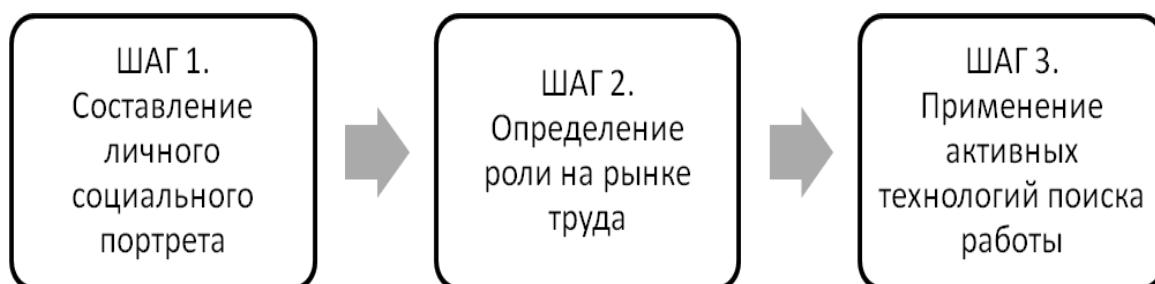 ШАГ 1.
Составление
личного
социального
портрета
ШАГ 2.
Определение
роли на рынке
труда
ШАГ 3.
Применение
активных
технологий поиска
работы